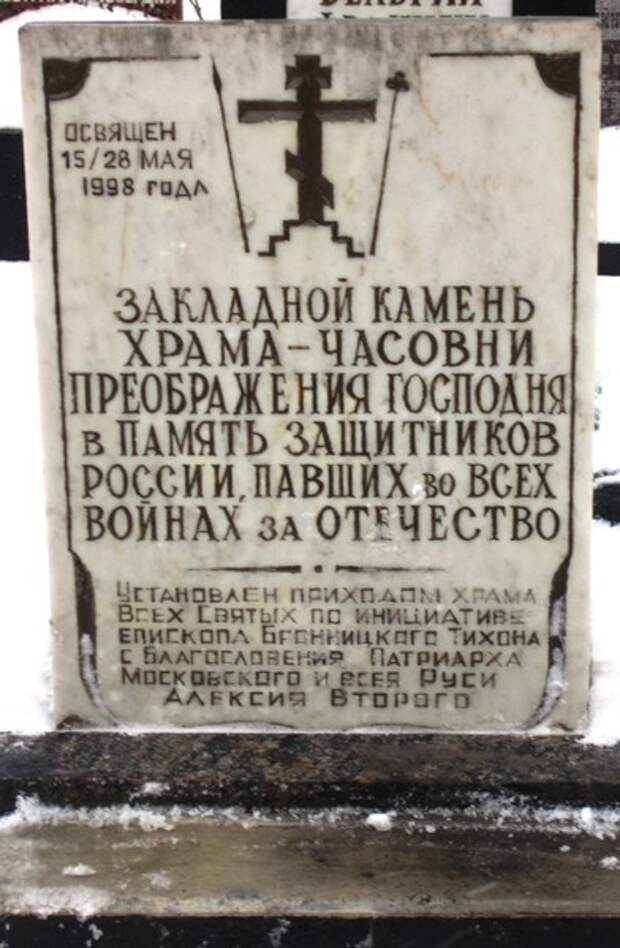 ОСВЯЩЕН
15/28 МАЯ
1998 ГОДА
ЗАКЛАДНОЙ КАМЕНЬ
ХРАМА-ЧАСОВНИ
ПРЕОБРАЖЕНИЯ ГОСПОДНЯ
В ПАМЯТЬ ЗАЩИТНИКОВ
РОССИИ, ПАВШИХ ВО ВСЕХ
ВОЙНАХ ЗА ОТЕЧЕСТВО
УСТАНОВЛЕН ПРИХОДОМ ХРАМА
ВСЕХ СВЯТЫХ ПО ИНИЦИАТИВЕ
ЕПИСКОПА БРОННИЦКОГО ТИХОНА
С БЛАГОСЛОВЕНИЯ ПАТРИАРХА
МОСКОВСКОГО И ВСЕЯ РУСИ
АЛЕКСИЯ ВТОРОГО